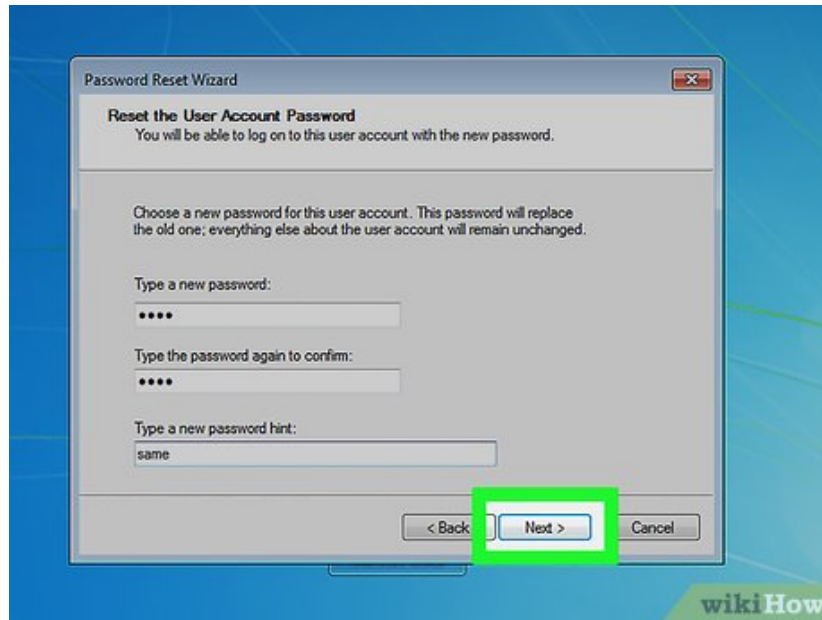 Password Reset Wizard
Reset the User Account Password
You will be able to log on to this user account with the new password.
Choose a new password for this user account. This password will replace
the old one; everything else about the user account will remain unchanged.
Type a new password:
••••
Type the password again to confirm:
••••
Type a new password hint:
same
< Back
Next >
Cancel
wikiHow